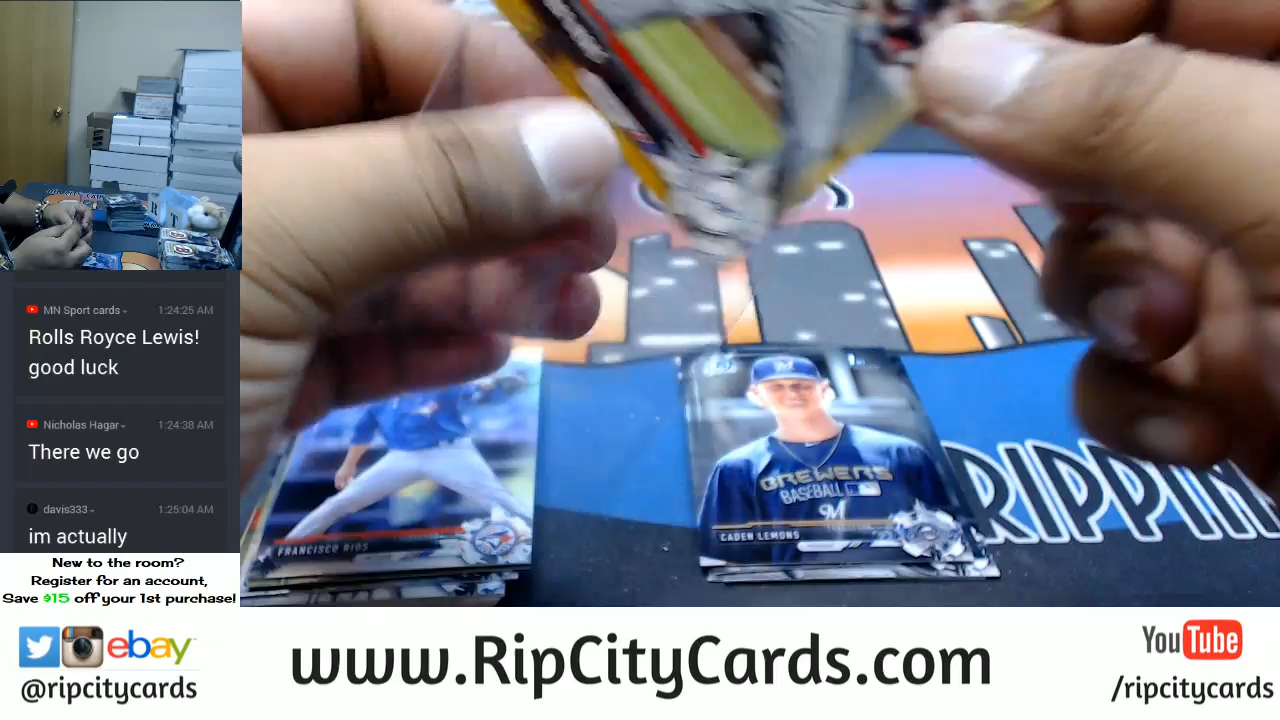 MN Sport cards
1:24:25 AM
Rolls Royce Lewis!
good luck
Nicholas Hagar
1:24:38 AM
There we go
davis333
1:25:04 AM
im actually
New to the room?
Register for an account,
Save $15 off your 1st purchase!
FRANCISCO RIOS
BREWERS
BASEBALL
M
CADEN LEMONS
RIPPIN
ebay
@ripcitycards
www.RipCityCards.com
YouTube
/ripcitycards